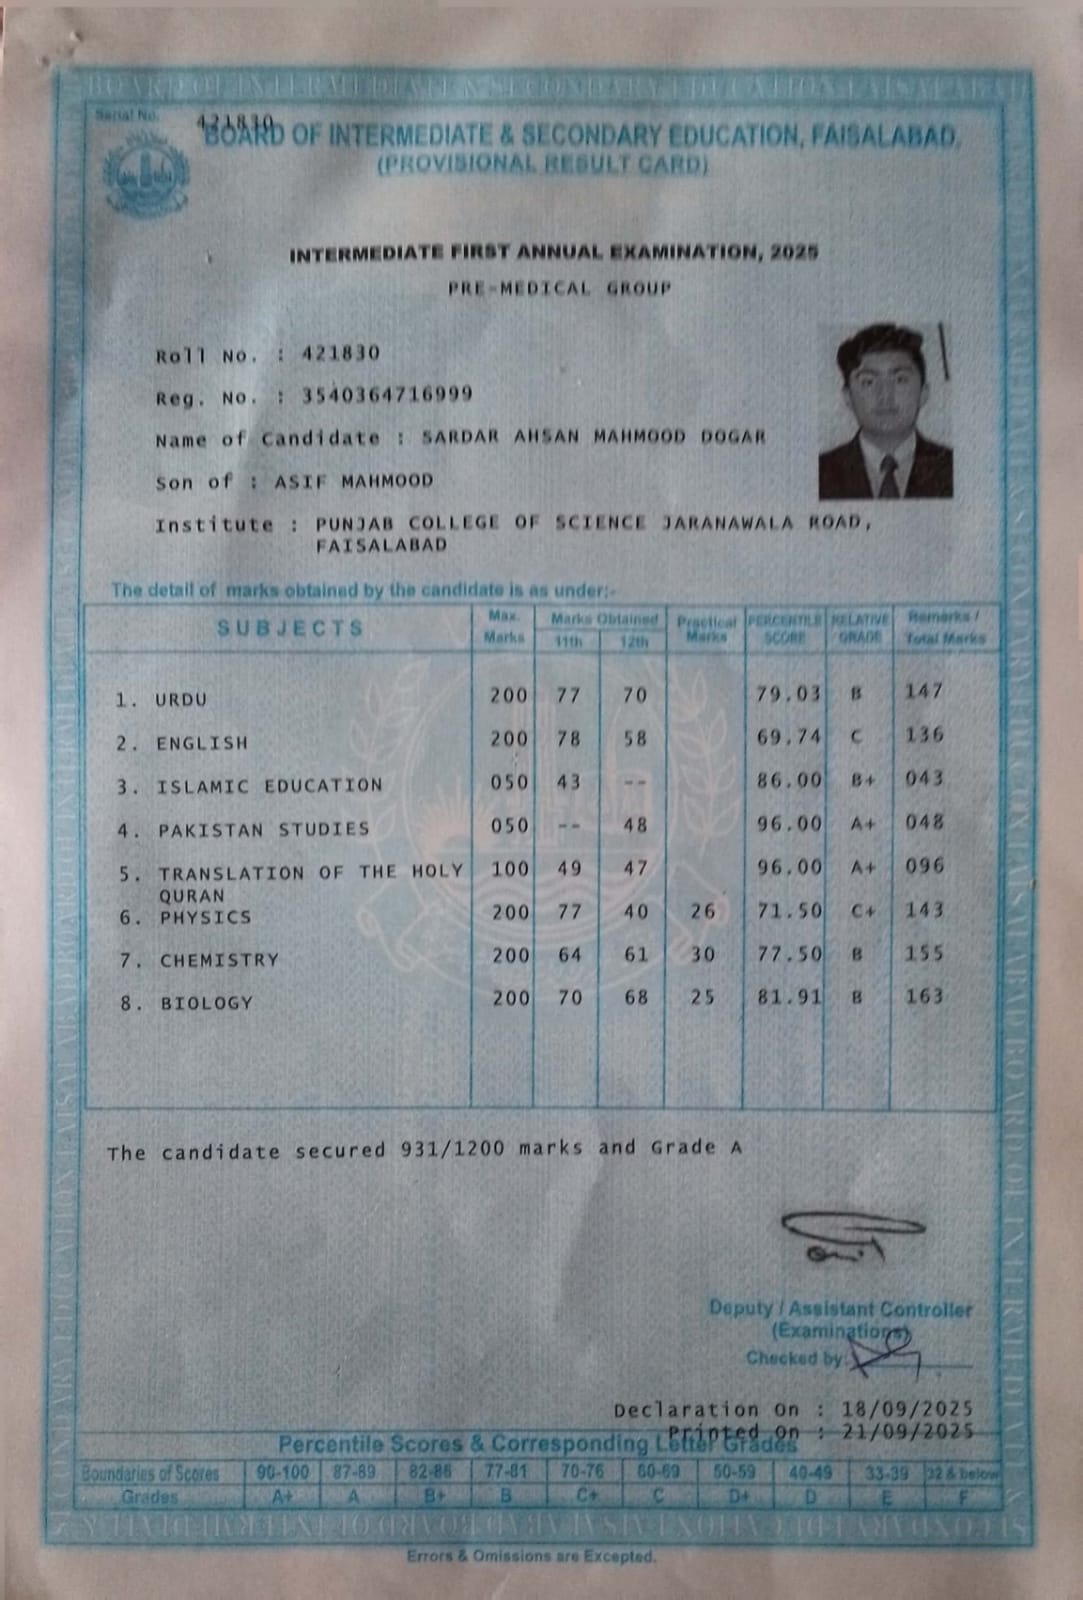 Serial No. 421830
BOARD OF INTERMEDIATE & SECONDARY EDUCATION, FAISALABAD.
(PROVISIONAL RESULT CARD)
INTERMEDIATE FIRST ANNUAL EXAMINATION, 2025
PRE-MEDICAL GROUP
Roll No. : 421830
Reg. No. : 3540364716999
Name of Candidate : SARDAR AHSAN MAHMOOD DOGAR
Son of : ASIF MAHMOOD
Institute : PUNJAB COLLEGE OF SCIENCE JARANAWALA ROAD,
FAISALABAD
The detail of marks obtained by the candidate is as under:-
SUBJECTS Max. Marks Marks Obtained 11th 12th Practical Marks PERCENTILE SCORE RELATIVE GRADE Remarks / Total Marks
1. URDU 200 77 70 79.03 B 147
2. ENGLISH 200 78 58 69.74 C 136
3. ISLAMIC EDUCATION 050 43 -- 86.00 B+ 043
4. PAKISTAN STUDIES 050 -- 48 96.00 A+ 048
5. TRANSLATION OF THE HOLY 100 49 47 96.00 A+ 096
QURAN
6. PHYSICS 200 77 40 26 71.50 C+ 143
7. CHEMISTRY 200 64 61 30 77.50 B 155
8. BIOLOGY 200 70 68 25 81.91 B 163
The candidate secured 931/1200 marks and Grade A
Deputy / Assistant Controller
(Examinations)
Checked by:
Declaration On : 18/09/2025
Printed On : 21/09/2025
Percentile Scores & Corresponding Letter Grades
Boundaries of Scores 90-100 87-89 82-86 77-81 70-76 60-69 50-59 40-49 33-39 32 & below
Grades A+ A B+ B C+ C D+ D E F
Errors & Omissions are Excepted.